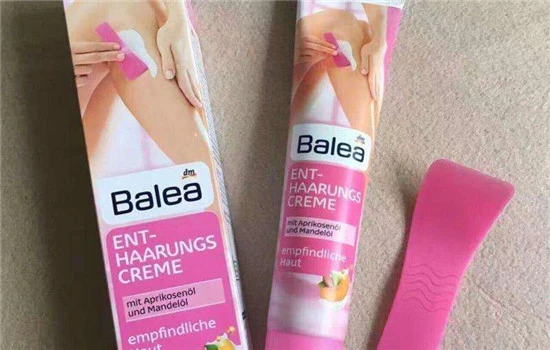 dm
Balea
ENT-
HAARUNGS
CREME
mit Aprikosenöl
und Mandelöl
empfindliche
Haut
dm
Balea
ENT-
HAARUNGS
CREME
mit Aprikosenöl
und Mandelöl
empfindliche
Haut